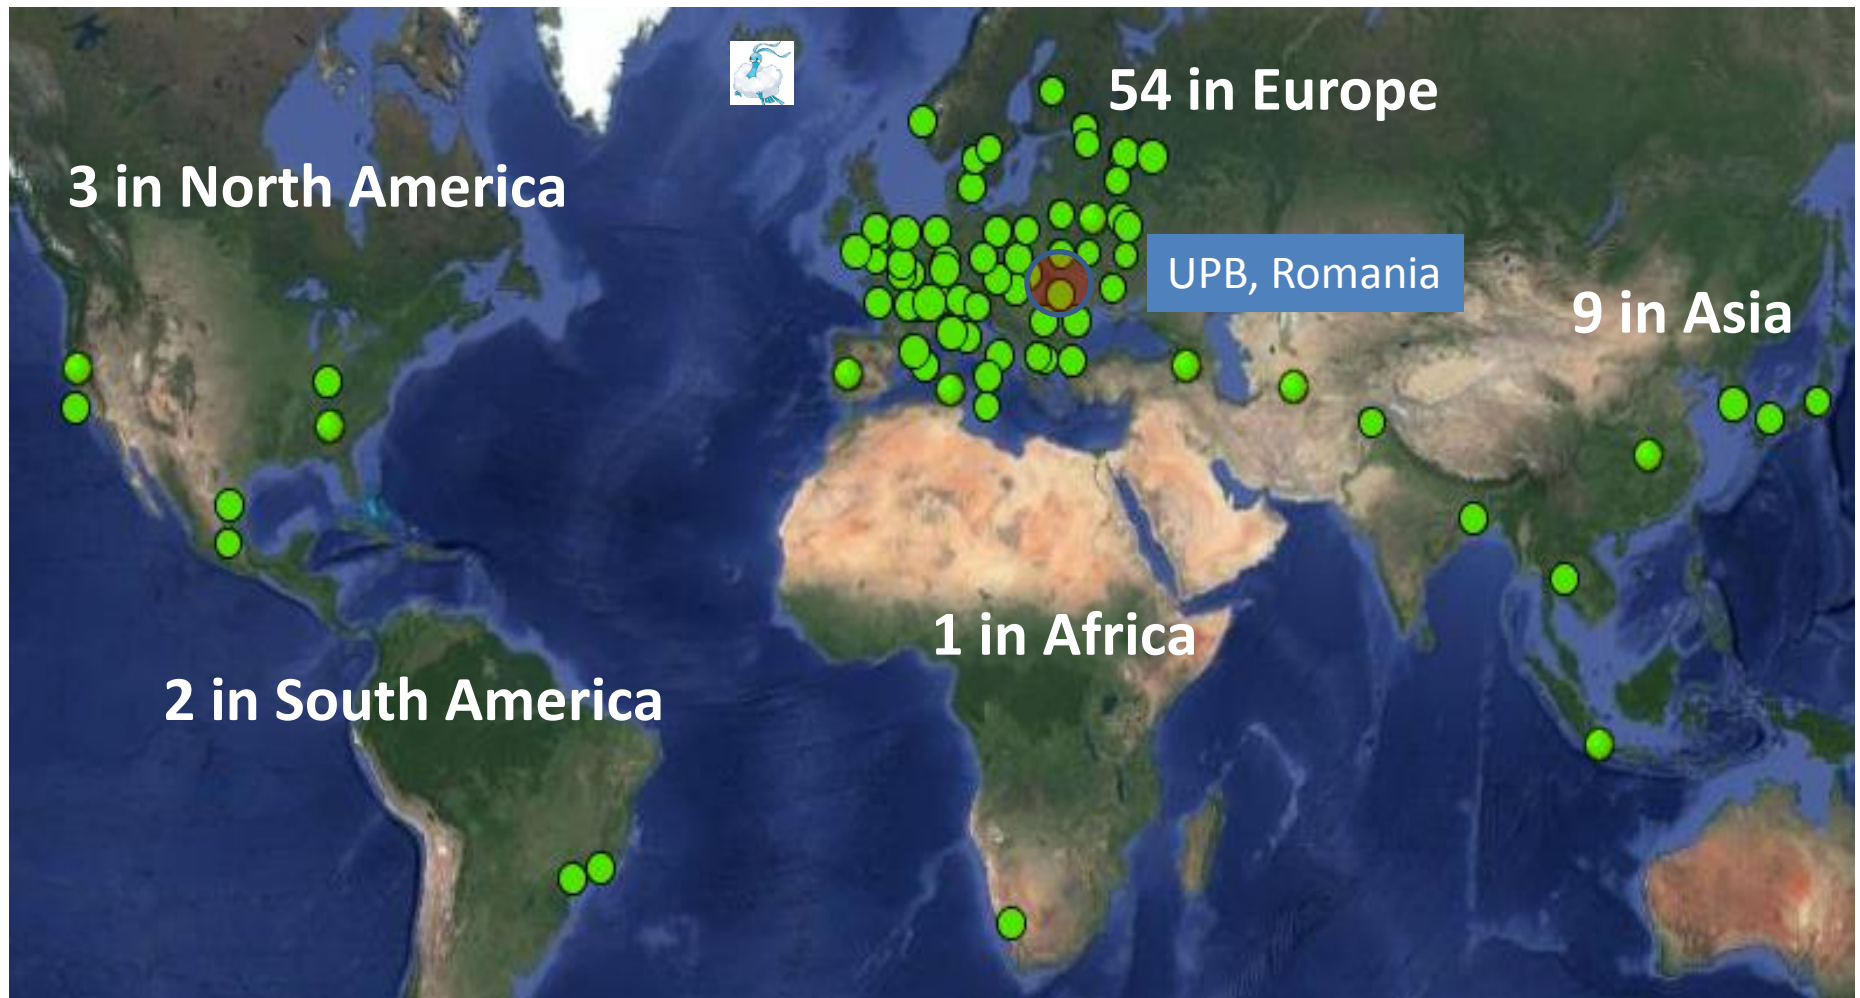 54 in Europe
3 in North America
UPB, Romania
9 in Asia
1 in Africa
2 in South America